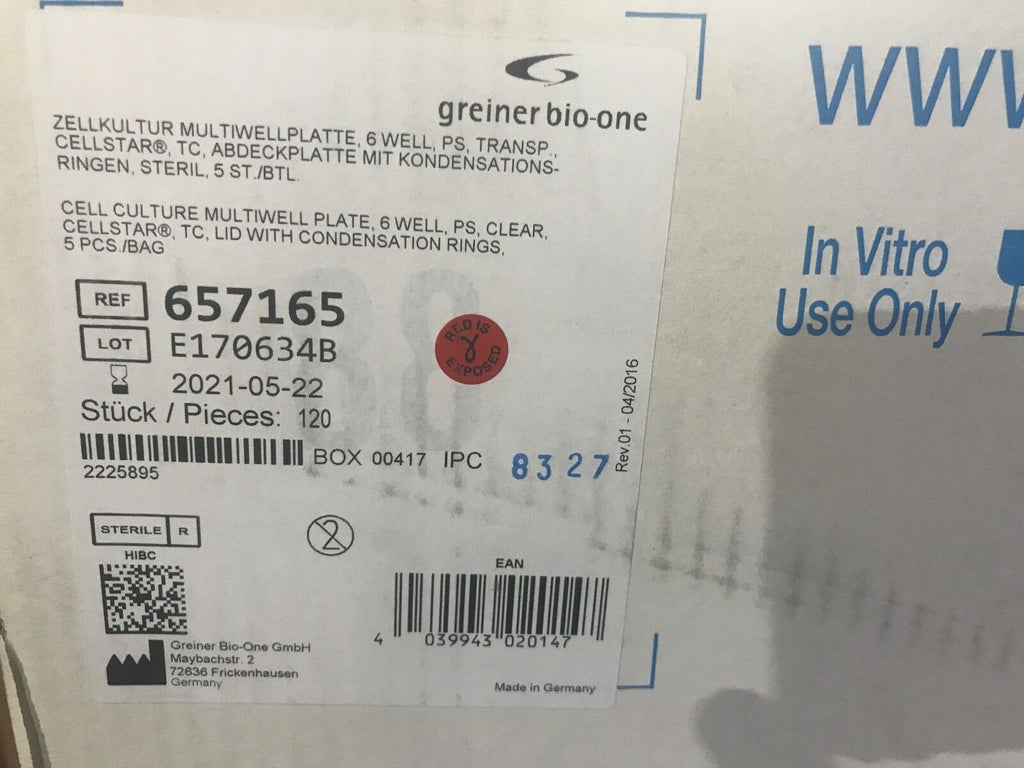 greiner bio-one
ZELLKULTUR MULTIWELLPLATTE, 6 WELL, PS, TRANSP.,
CELLSTAR®, TC, ABDECKPLATTE MIT KONDENSATIONS-
RINGEN, STERIL, 5 ST./BTL.
CELL CULTURE MULTIWELL PLATE, 6 WELL, PS, CLEAR,
CELLSTAR®, TC, LID WITH CONDENSATION RINGS,
5 PCS./BAG
REF 657165
LOT E170634B
2021-05-22
Stück / Pieces: 120
RED IS
γ
EXPOSED
BOX 00417 IPC 8327
2225895
Rev.01 - 04/2016
STERILE R
2
HIBC
EAN
4 039943 020147
Greiner Bio-One GmbH
Maybachstr. 2
72636 Frickenhausen
Germany
Made in Germany
In Vitro
Use Only